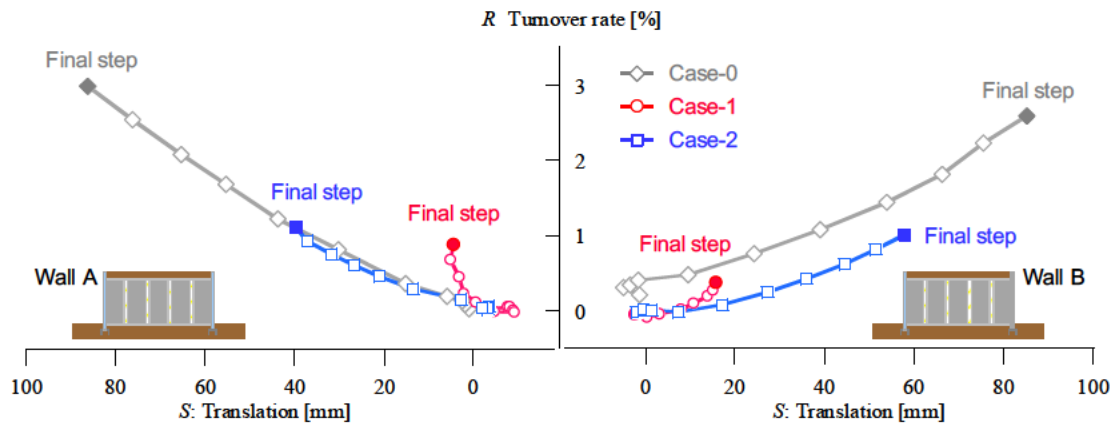 R Turnover rate [%]
Final step
Case-0
Case-1
Case-2
3
2
1
0
Final step
Final step
Final step
Final step
Final step
Wall A
Wall B
100 80 60 40 20 0
0 20 40 60 80 100
S: Translation [mm]
S: Translation [mm]